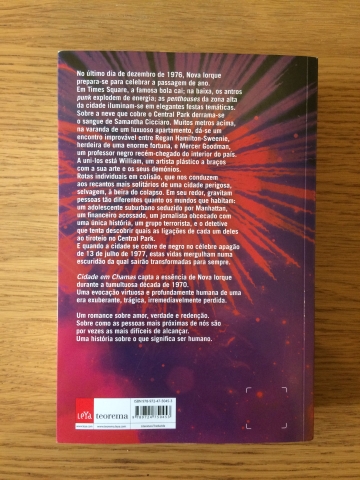 No último dia de dezembro de 1976, Nova Iorque
prepara-se para celebrar a passagem de ano.
Em Times Square, a famosa bola cai; na baixa, os antros
punk explodem de energia; as penthouses da zona alta
da cidade iluminam-se em elegantes festas temáticas.
Sobre a neve que cobre o Central Park derrama-se
o sangue de Samantha Cicciaro. Muitos metros acima,
na varanda de um luxuoso apartamento, dá-se um
encontro improvável entre Regan Hamilton-Sweenie,
herdeira de uma enorme fortuna, e Mercer Goodman,
um professor negro recém-chegado do interior do país.
A uni-los está William, um artista plástico a braços
com a sua arte e os seus demónios.
Rotas individuais em colisão, que nos conduzem
aos recantos mais solitários de uma cidade perigosa,
selvagem, à beira do colapso. Em seu redor, gravitam
pessoas tão diferentes quanto os mundos que habitam:
um adolescente suburbano seduzido por Manhattan,
um financeiro acossado, um jornalista obcecado com
uma única história, um grupo terrorista, e o detetive
que tenta descobrir quais as ligações de cada um deles
ao tiroteio no Central Park.
E quando a cidade se cobre de negro no célebre apagão
de 13 de julho de 1977, estas vidas mergulham numa
escuridão da qual sairão transformadas para sempre.
Cidade em Chamas capta a essência de Nova Iorque
durante a tumultuosa década de 1970.
Uma evocação virtuosa e profundamente humana de uma
era exuberante, trágica, irremediavelmente perdida.
Um romance sobre amor, verdade e redenção.
Sobre como as pessoas mais próximas de nós são
por vezes as mais difíceis de alcançar.
Uma história sobre o que significa ser humano.
leya
teorema